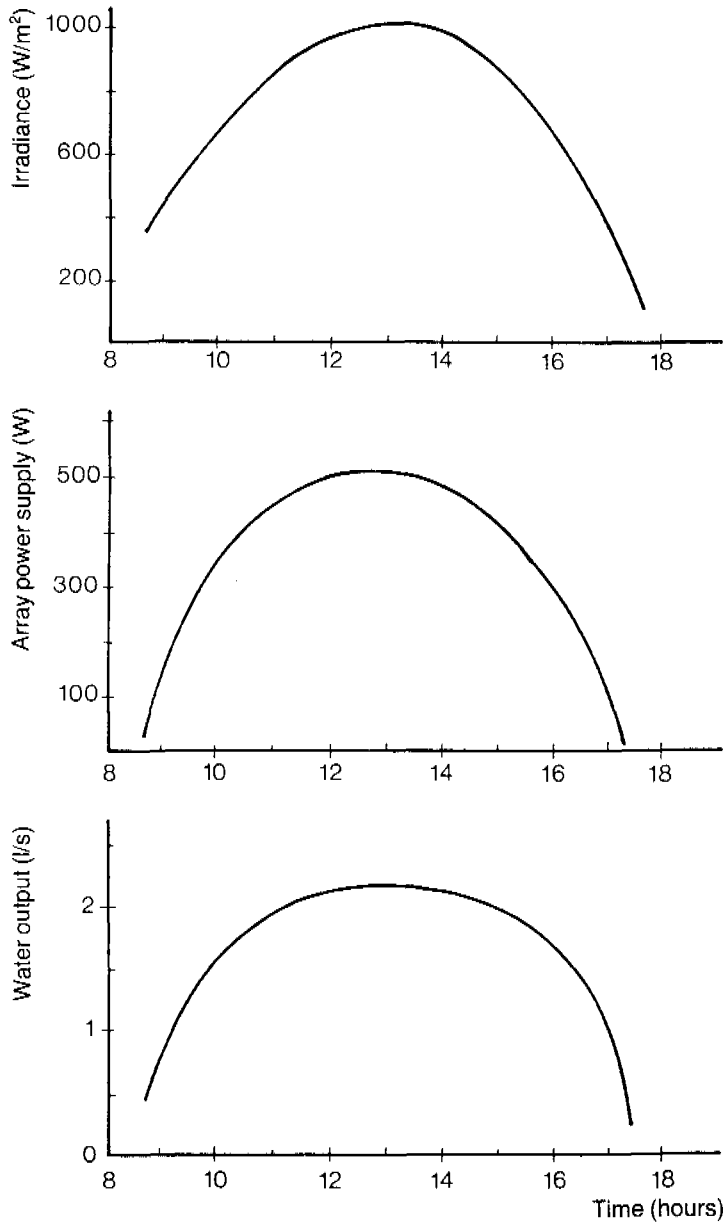 Irradiance (W/m²)
1000
600
200
8 10 12 14 16 18
Array power supply (W)
500
300
100
8 10 12 14 16 18
Water output (l/s)
2
1
0
8 10 12 14 16 18
Time (hours)